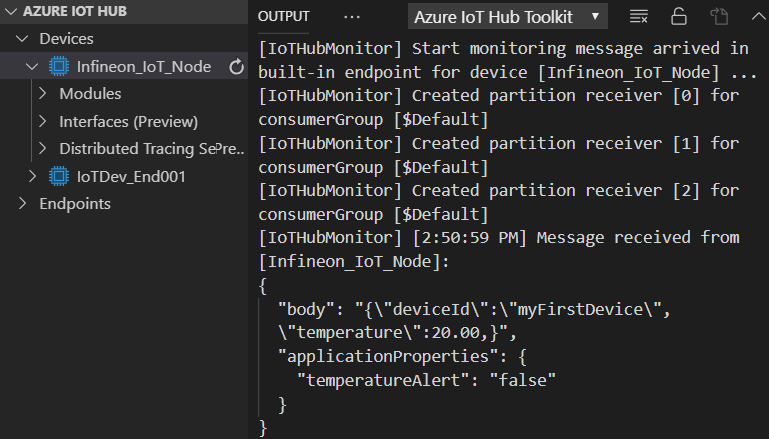 AZURE IOT HUB
Devices
Infineon_IoT_Node
Modules
Interfaces (Preview)
Distributed Tracing SePre...
IoTDev_End001
Endpoints
OUTPUT
...
Azure IoT Hub Toolkit
[IoTHubMonitor] Start monitoring message arrived in
built-in endpoint for device [Infineon_IoT_Node] ...
[IoTHubMonitor] Created partition receiver [0] for
consumerGroup [$Default]
[IoTHubMonitor] Created partition receiver [1] for
consumerGroup [$Default]
[IoTHubMonitor] Created partition receiver [2] for
consumerGroup [$Default]
[IoTHubMonitor] [2:50:59 PM] Message received from
[Infineon_IoT_Node]:
{
"body": "{\"deviceId\":\"myFirstDevice\",
\"temperature\":20.00,}",
"applicationProperties": {
"temperatureAlert": "false"
}
}